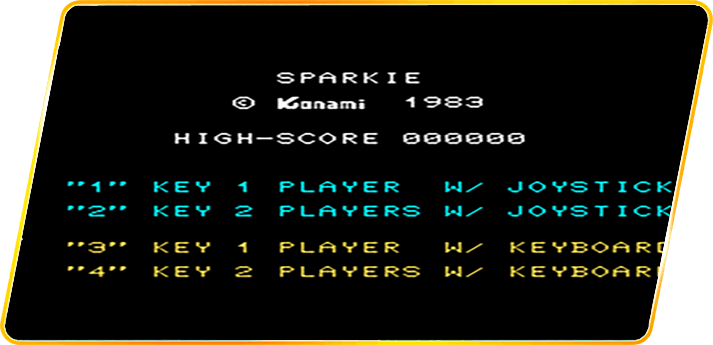 SPARKIE
© Konami 1983
HIGH-SCORE 000000
"1" KEY 1 PLAYER W/ JOYSTICK
"2" KEY 2 PLAYERS W/ JOYSTICK
"3" KEY 1 PLAYER W/ KEYBOARD
"4" KEY 2 PLAYERS W/ KEYBOARD